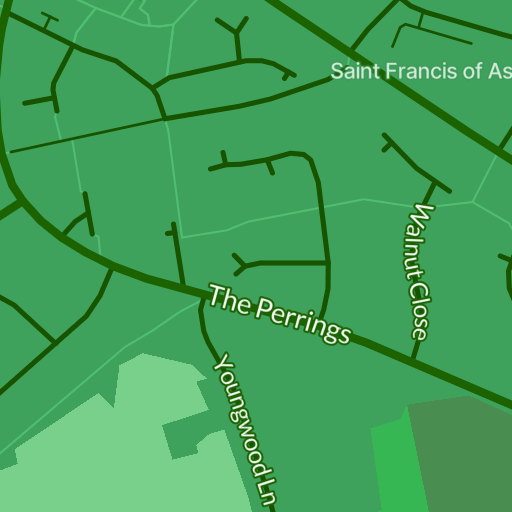 Saint Francis of As
Walnut Close
The Perrings
Youngwood Ln